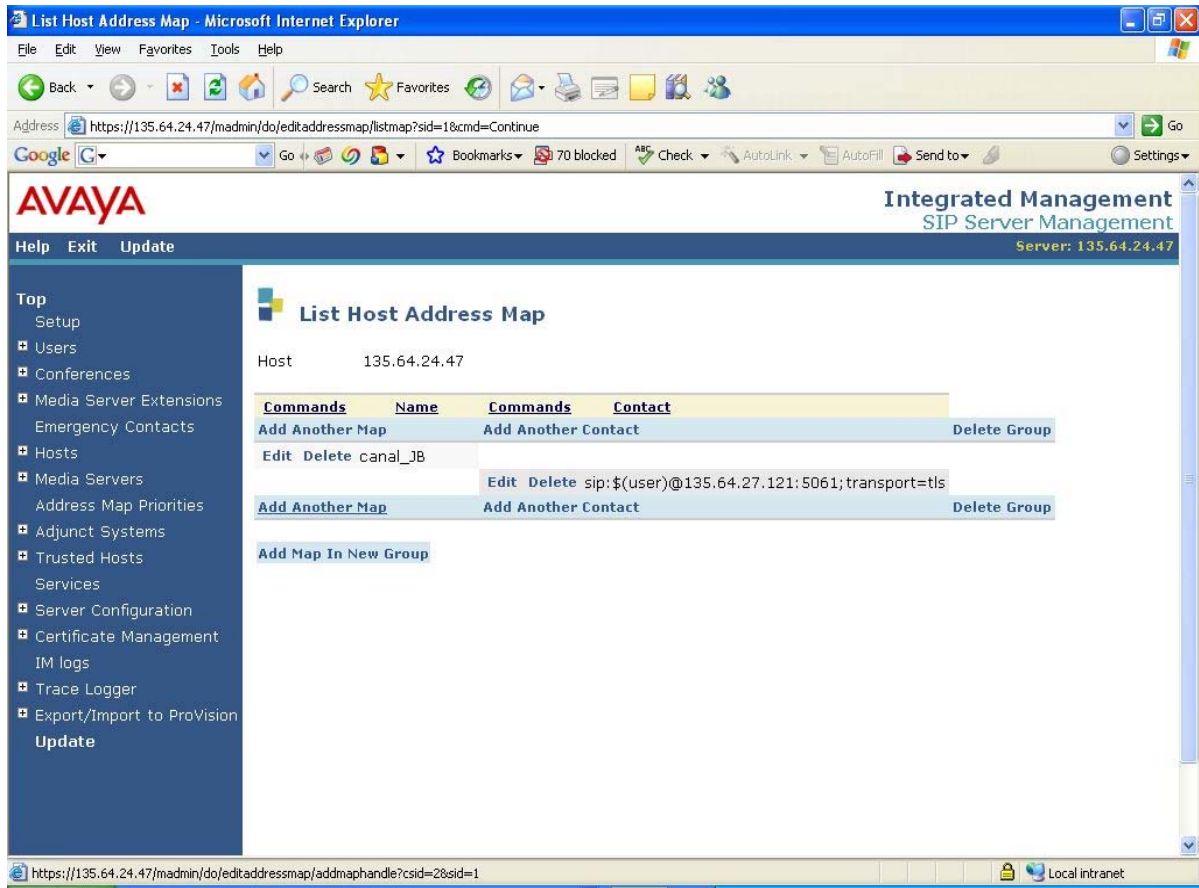 List Host Address Map - Microsoft Internet Explorer
File Edit View Favorites Tools Help
Back Search Favorites
Address https://135.64.24.47/madmin/do/editaddressmap/listmap?sid=1&cmd=Continue Go
Google G Go Bookmarks 70 blocked ABC Check AutoLink AutoFill Send to Settings
AVAYA
Integrated Management
SIP Server Management
Help Exit Update
Server: 135.64.24.47
Top
Setup
Users
Conferences
Media Server Extensions
Emergency Contacts
Hosts
Media Servers
Address Map Priorities
Adjunct Systems
Trusted Hosts
Services
Server Configuration
Certificate Management
IM logs
Trace Logger
Export/Import to ProVision
Update
List Host Address Map
Host 135.64.24.47
Commands Name Commands Contact
Add Another Map Add Another Contact Delete Group
Edit Delete canal_JB
Edit Delete sip:$(user)@135.64.27.121:5061;transport=tls
Add Another Map Add Another Contact Delete Group
Add Map In New Group
https://135.64.24.47/madmin/do/editaddressmap/addmaphandle?csid=2&sid=1 Local intranet